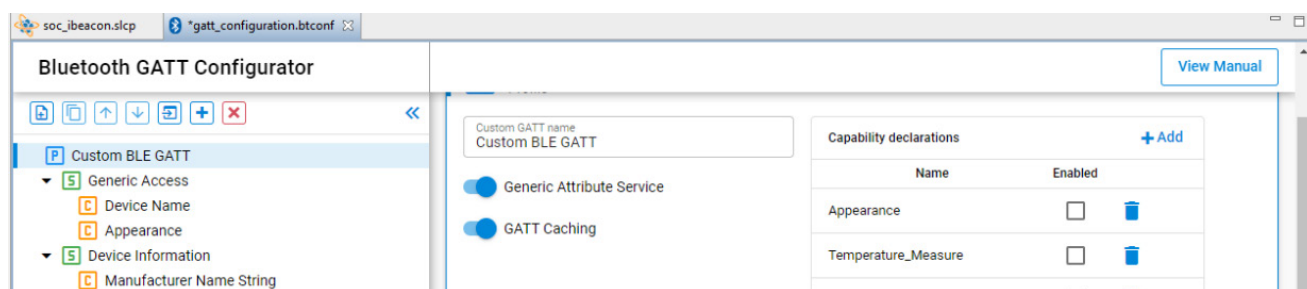 soc_ibeacon.slcp
*gatt_configuration.btconf
Bluetooth GATT Configurator
View Manual
P Custom BLE GATT
S Generic Access
C Device Name
C Appearance
S Device Information
C Manufacturer Name String
Custom GATT name
Custom BLE GATT
Generic Attribute Service
GATT Caching
Capability declarations
+ Add
Name Enabled
Appearance
Temperature_Measure